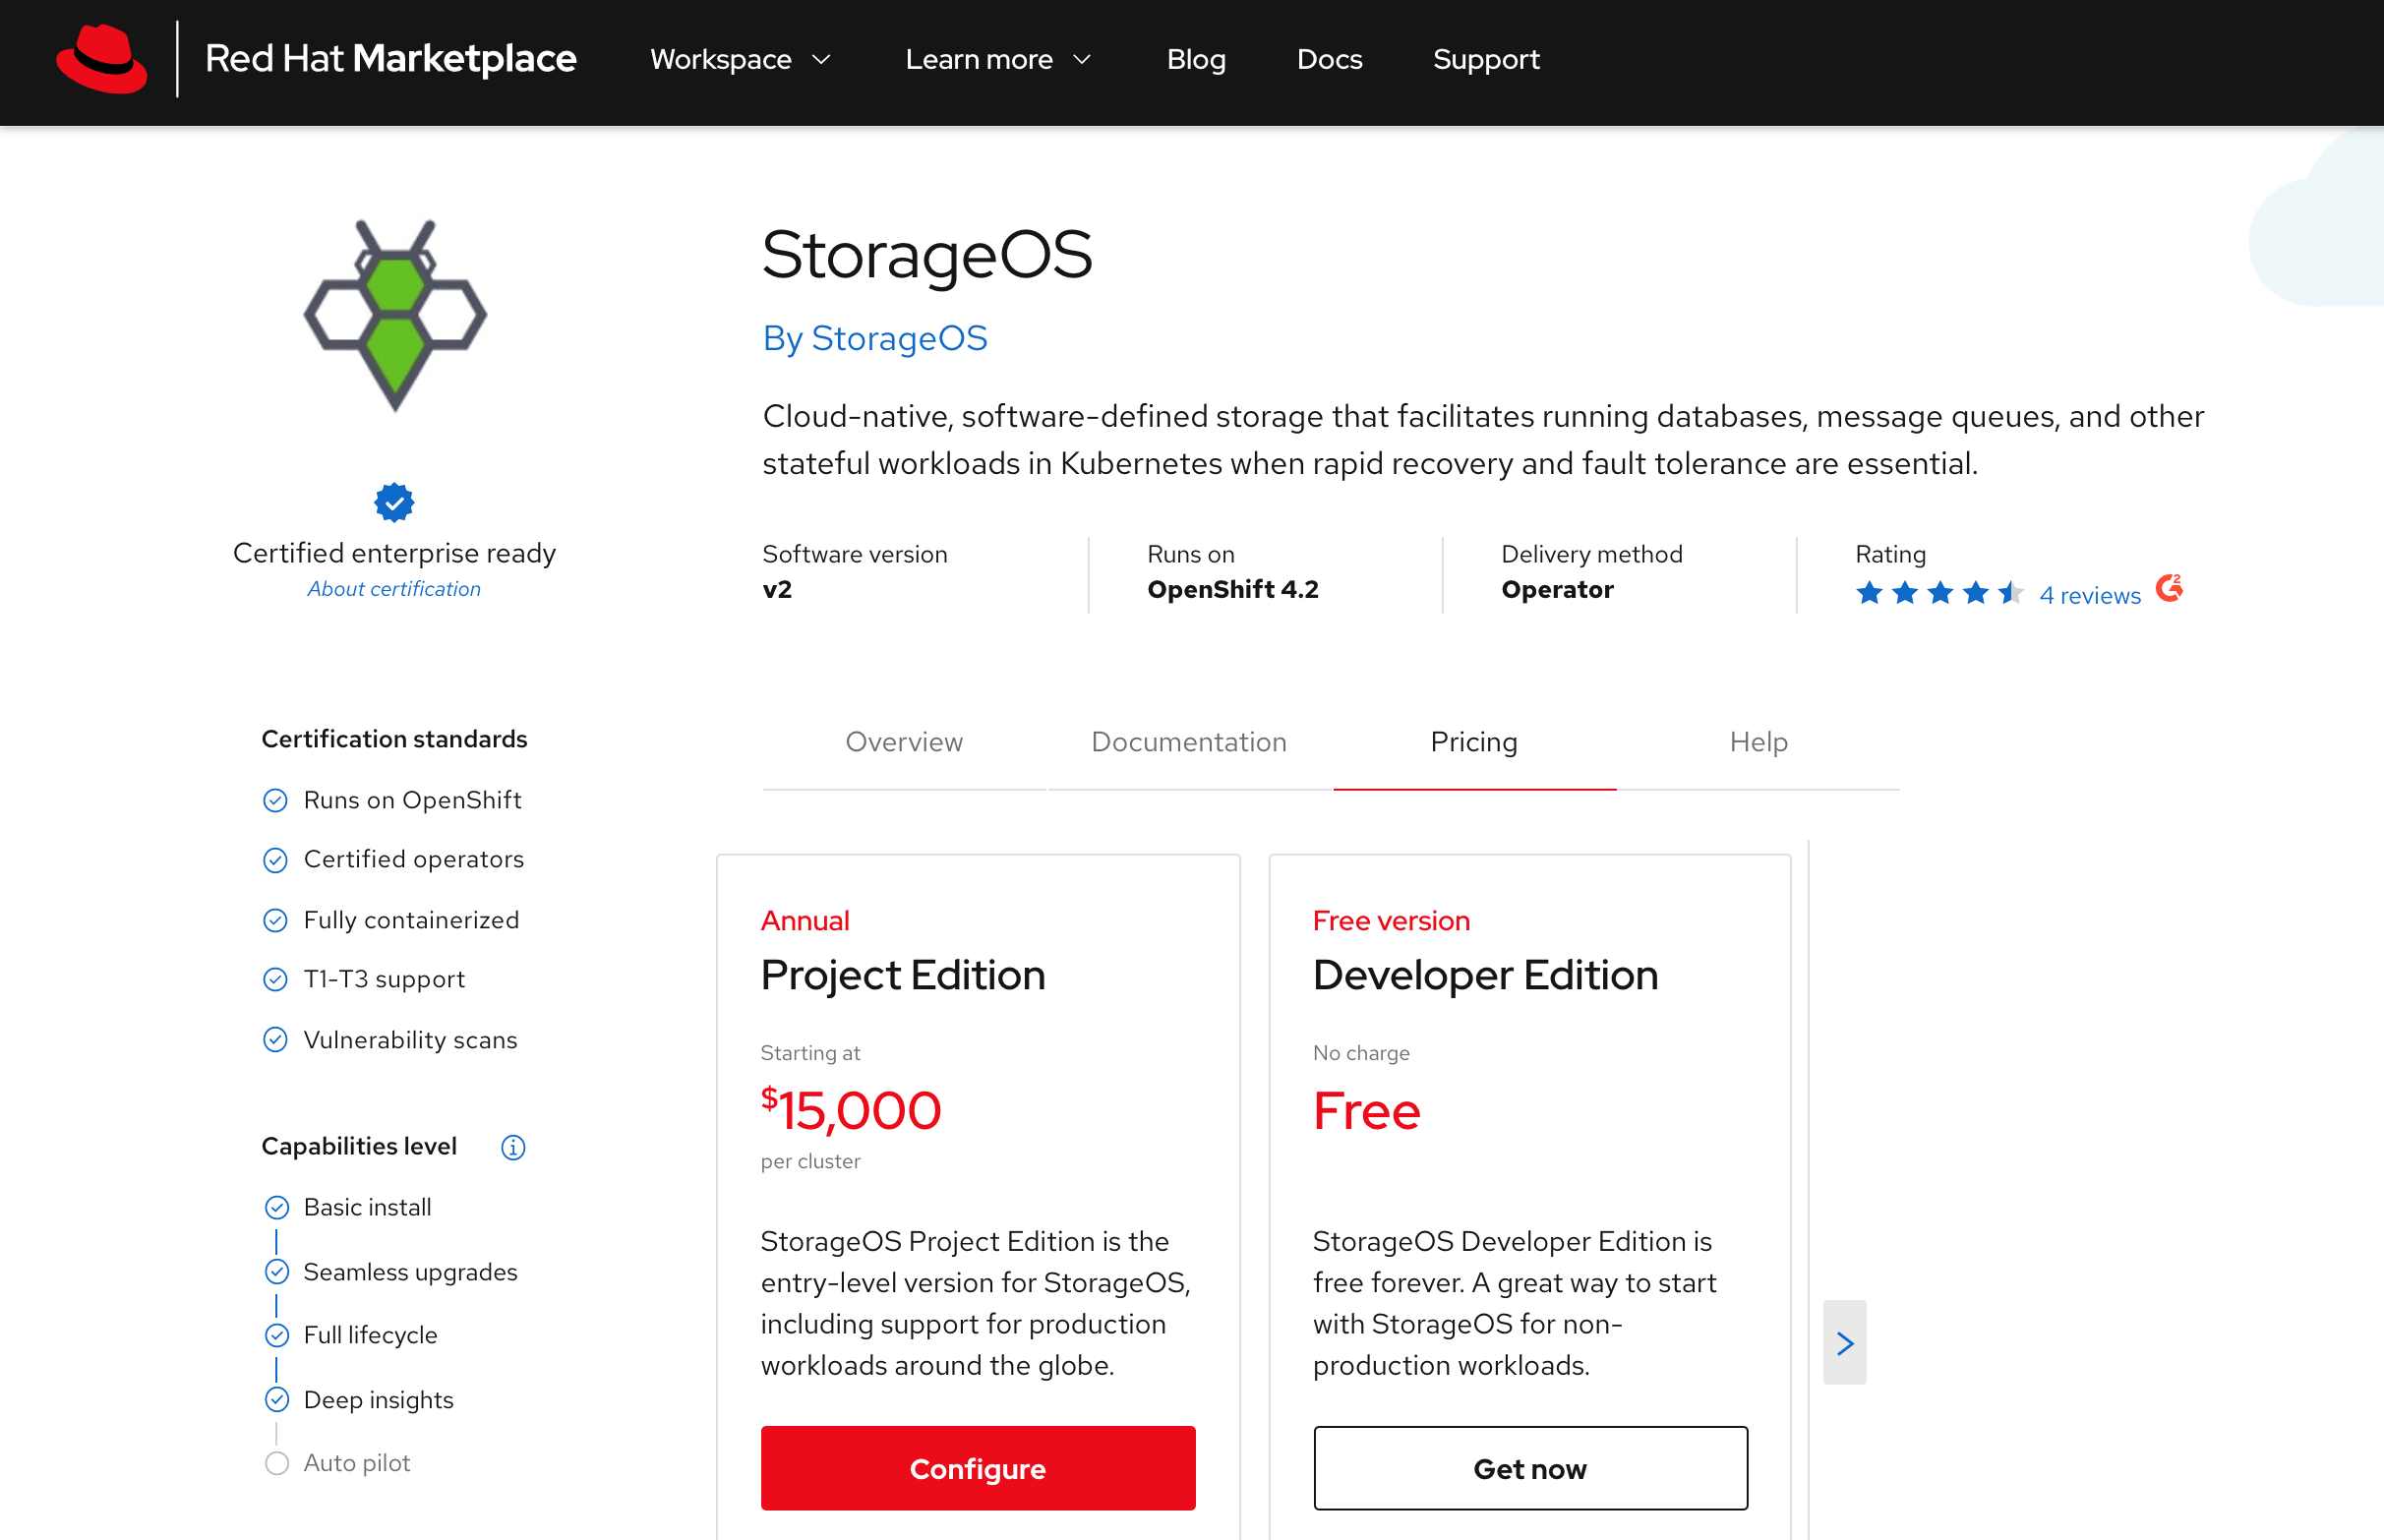 Red Hat Marketplace
Workspace
Learn more
Blog
Docs
Support
StorageOS
By StorageOS
Cloud-native, software-defined storage that facilitates running databases, message queues, and other
stateful workloads in Kubernetes when rapid recovery and fault tolerance are essential.
Certified enterprise ready
About certification
Software version
v2
Runs on
OpenShift 4.2
Delivery method
Operator
Rating
4 reviews
G2
Certification standards
Runs on OpenShift
Certified operators
Fully containerized
T1-T3 support
Vulnerability scans
Capabilities level
Basic install
Seamless upgrades
Full lifecycle
Deep insights
Auto pilot
Overview
Documentation
Pricing
Help
Annual
Project Edition
Starting at
$15,000
per cluster
StorageOS Project Edition is the
entry-level version for StorageOS,
including support for production
workloads around the globe.
Configure
Free version
Developer Edition
No charge
Free
StorageOS Developer Edition is
free forever. A great way to start
with StorageOS for non-
production workloads.
Get now